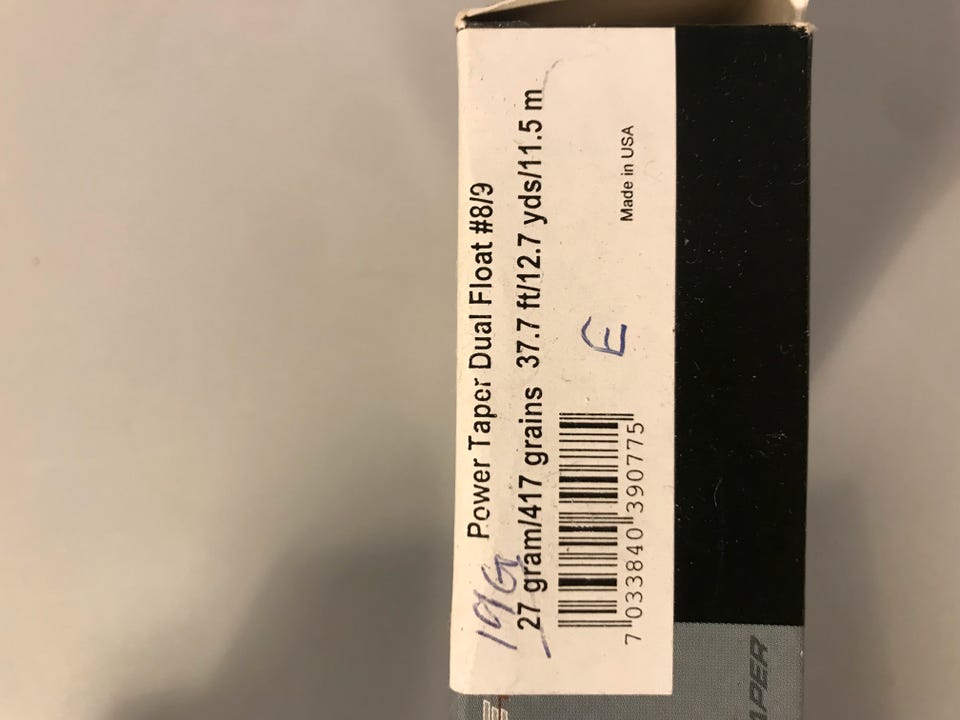 19G
Power Taper Dual Float #8/9
27 gram/417 grains 37.7 ft/12.7 yds/11.5 m
7 033840 390775
E
Made in USA
APER